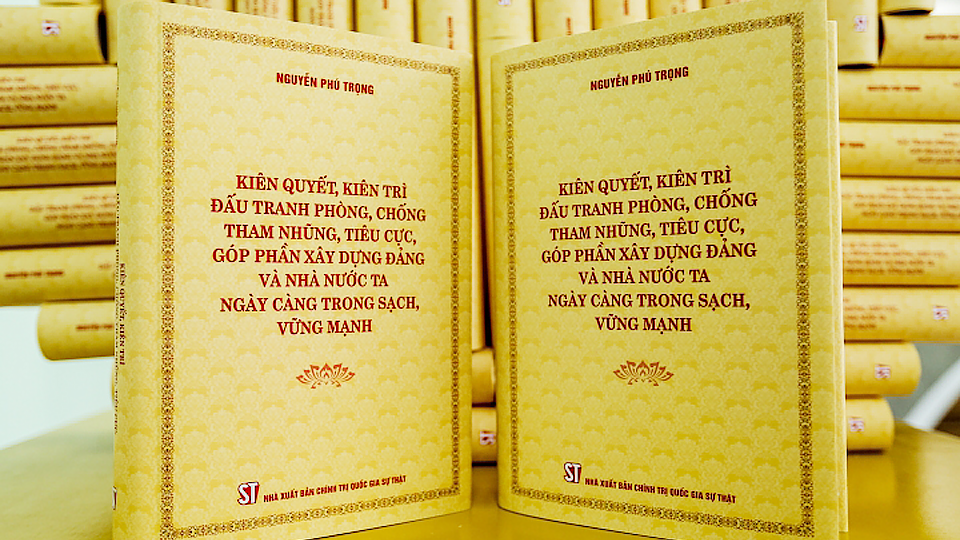 NGUYỄN PHÚ TRỌNG
KIÊN QUYẾT, KIÊN TRÌ
ĐẤU TRANH PHÒNG, CHỐNG
THAM NHŨNG, TIÊU CỰC,
GÓP PHẦN XÂY DỰNG ĐẢNG
VÀ NHÀ NƯỚC TA
NGÀY CÀNG TRONG SẠCH,
VỮNG MẠNH
ST NHÀ XUẤT BẢN CHÍNH TRỊ QUỐC GIA SỰ THẬT
KIÊN QUYẾT, KIÊN TRÌ
NGUYỄN PHÚ TRỌNG
KIÊN QUYẾT, KIÊN TRÌ
ĐẤU TRANH PHÒNG, CHỐNG
THAM NHŨNG, TIÊU CỰC,
GÓP PHẦN XÂY DỰNG ĐẢNG
VÀ NHÀ NƯỚC TA
NGÀY CÀNG TRONG SẠCH,
VỮNG MẠNH
ST NHÀ XUẤT BẢN CHÍNH TRỊ QUỐC GIA SỰ THẬT